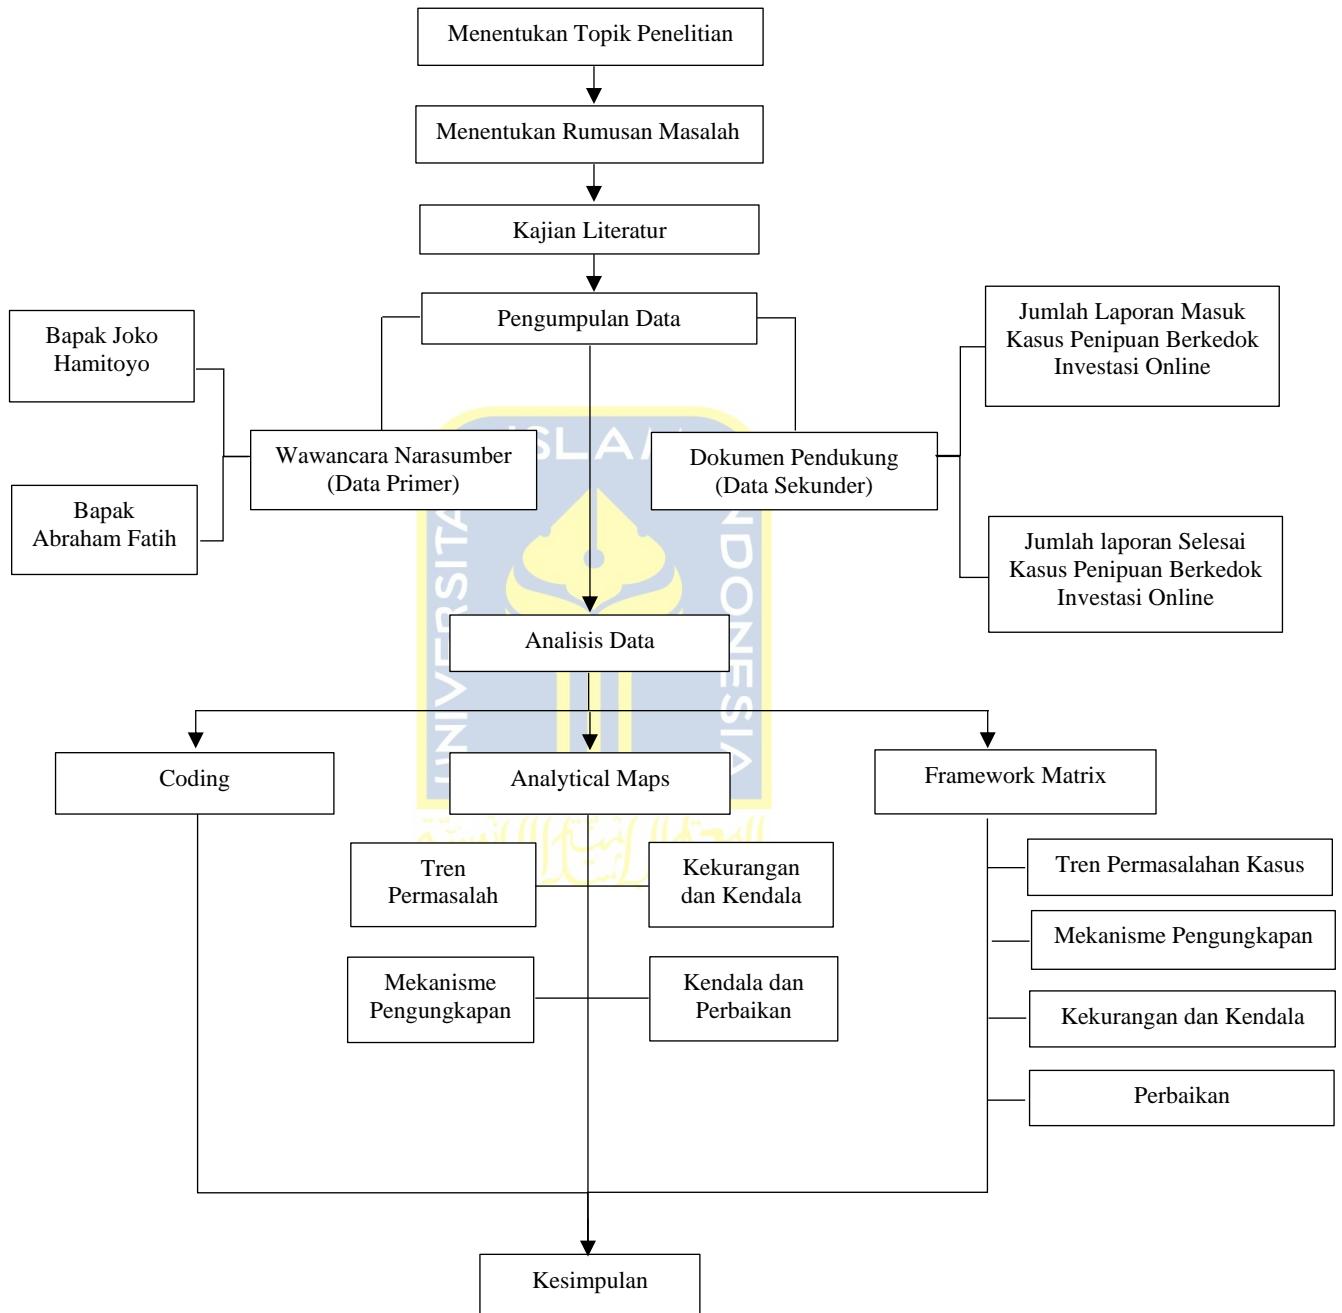 Menentukan Topik Penelitian
Menentukan Rumusan Masalah
Kajian Literatur
Pengumpulan Data
Bapak Joko
Hamitoyo
Bapak
Abraham Fatih
Wawancara Narasumber
(Data Primer)
Dokumen Pendukung
(Data Sekunder)
Jumlah Laporan Masuk
Kasus Penipuan Berkedok
Investasi Online
Jumlah laporan Selesai
Kasus Penipuan Berkedok
Investasi Online
ISLAM
UNIVERSITAS
INDONESIA
Analisis Data
Coding
Analytical Maps
Framework Matrix
Tren
Permasalah
Kekurangan
dan Kendala
Mekanisme
Pengungkapan
Kendala dan
Perbaikan
Tren Permasalahan Kasus
Mekanisme Pengungkapan
Kekurangan dan Kendala
Perbaikan
Kesimpulan